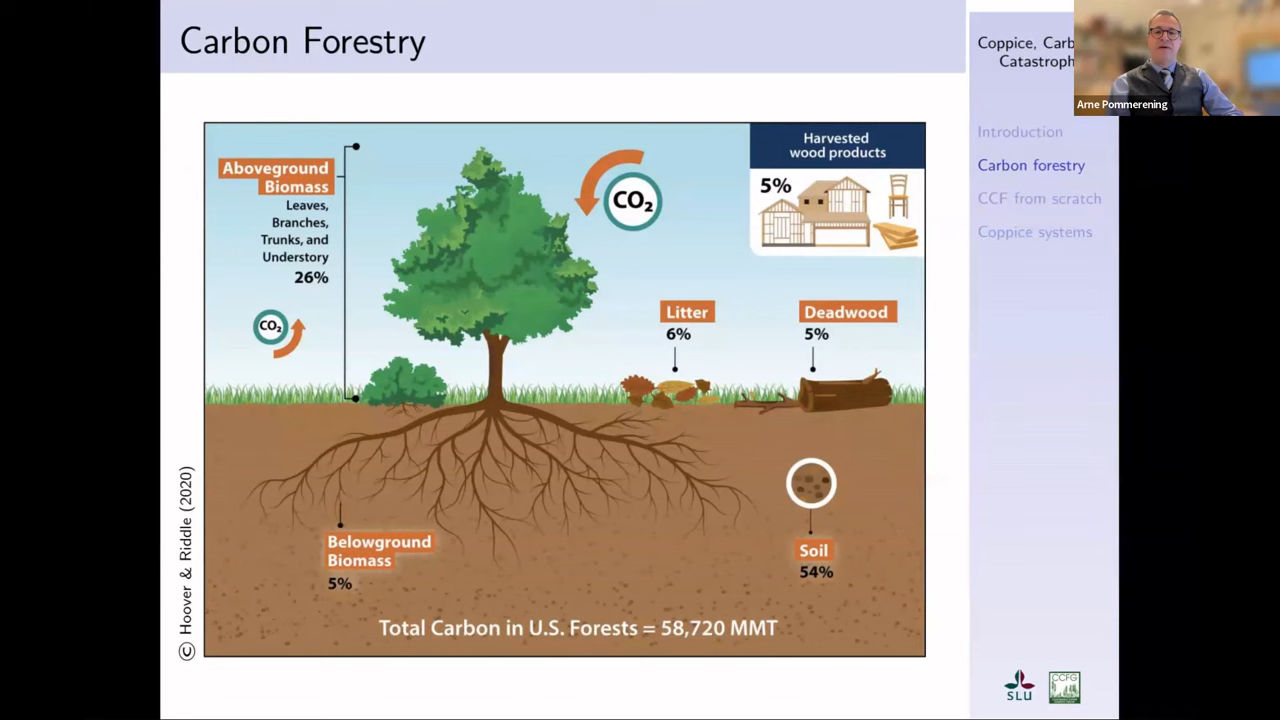 Carbon Forestry
Aboveground
Biomass
Leaves,
Branches,
Trunks, and
Understory
26%
CO₂
CO₂
Harvested
wood products
5%
Litter
6%
Deadwood
5%
Belowground
Biomass
5%
Soil
54%
Total Carbon in U.S. Forests = 58,720 MMT
© Hoover & Riddle (2020)
Coppice, Carb
Catastroph
Arne Pommerening
Introduction
Carbon forestry
CCF from scratch
Coppice systems
SLU
CCFG